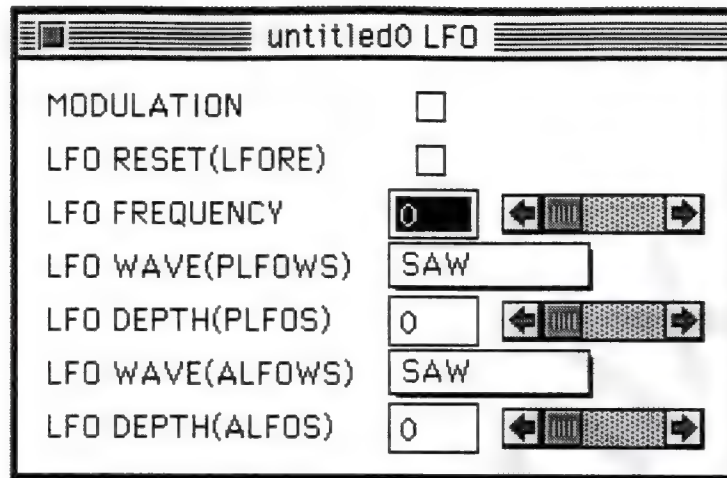 untitled0 LFO
MODULATION
LFO RESET(LFORE)
LFO FREQUENCY 0
LFO WAVE(PLFOWS) SAW
LFO DEPTH(PLFOS) 0
LFO WAVE(ALFOWS) SAW
LFO DEPTH(ALFOS) 0